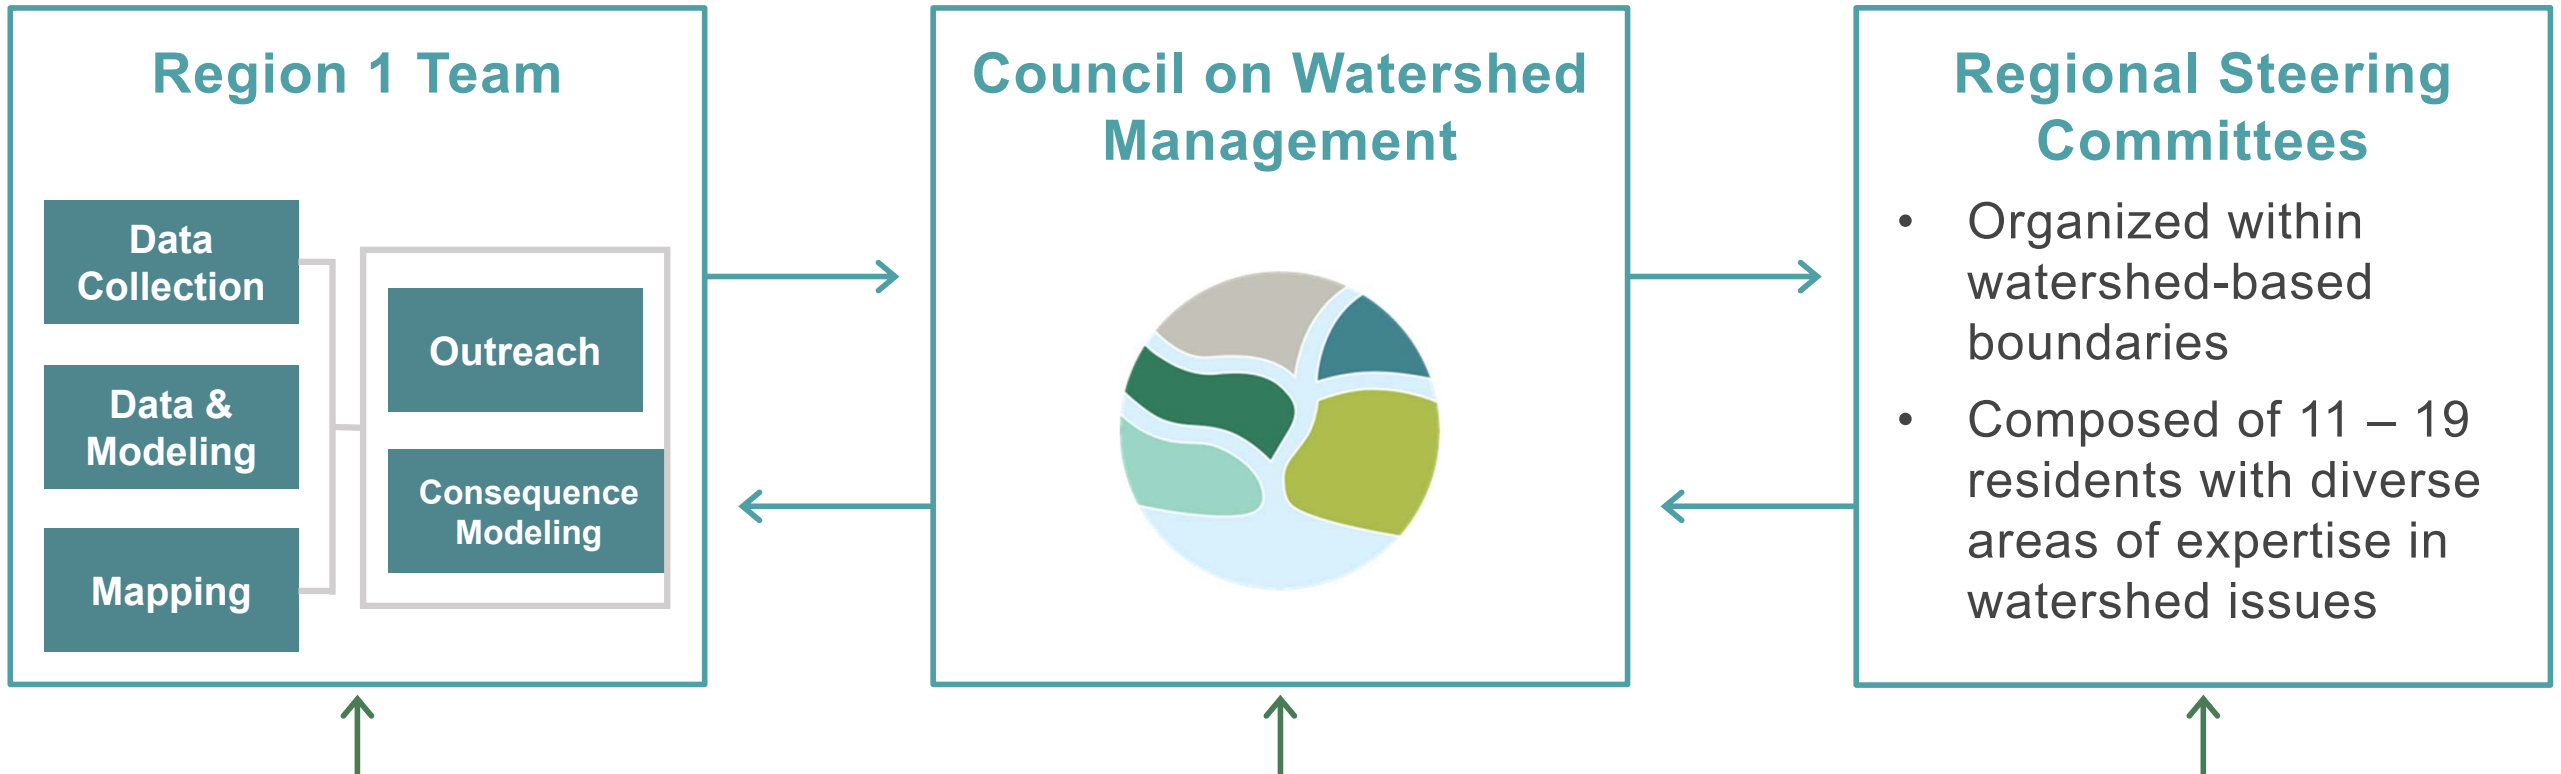 Region 1 Team
Data
Collection
Data &
Modeling
Mapping
Outreach
Consequence
Modeling
Council on Watershed
Management
Regional Steering
Committees
• Organized within
watershed-based
boundaries
• Composed of 11 – 19
residents with diverse
areas of expertise in
watershed issues